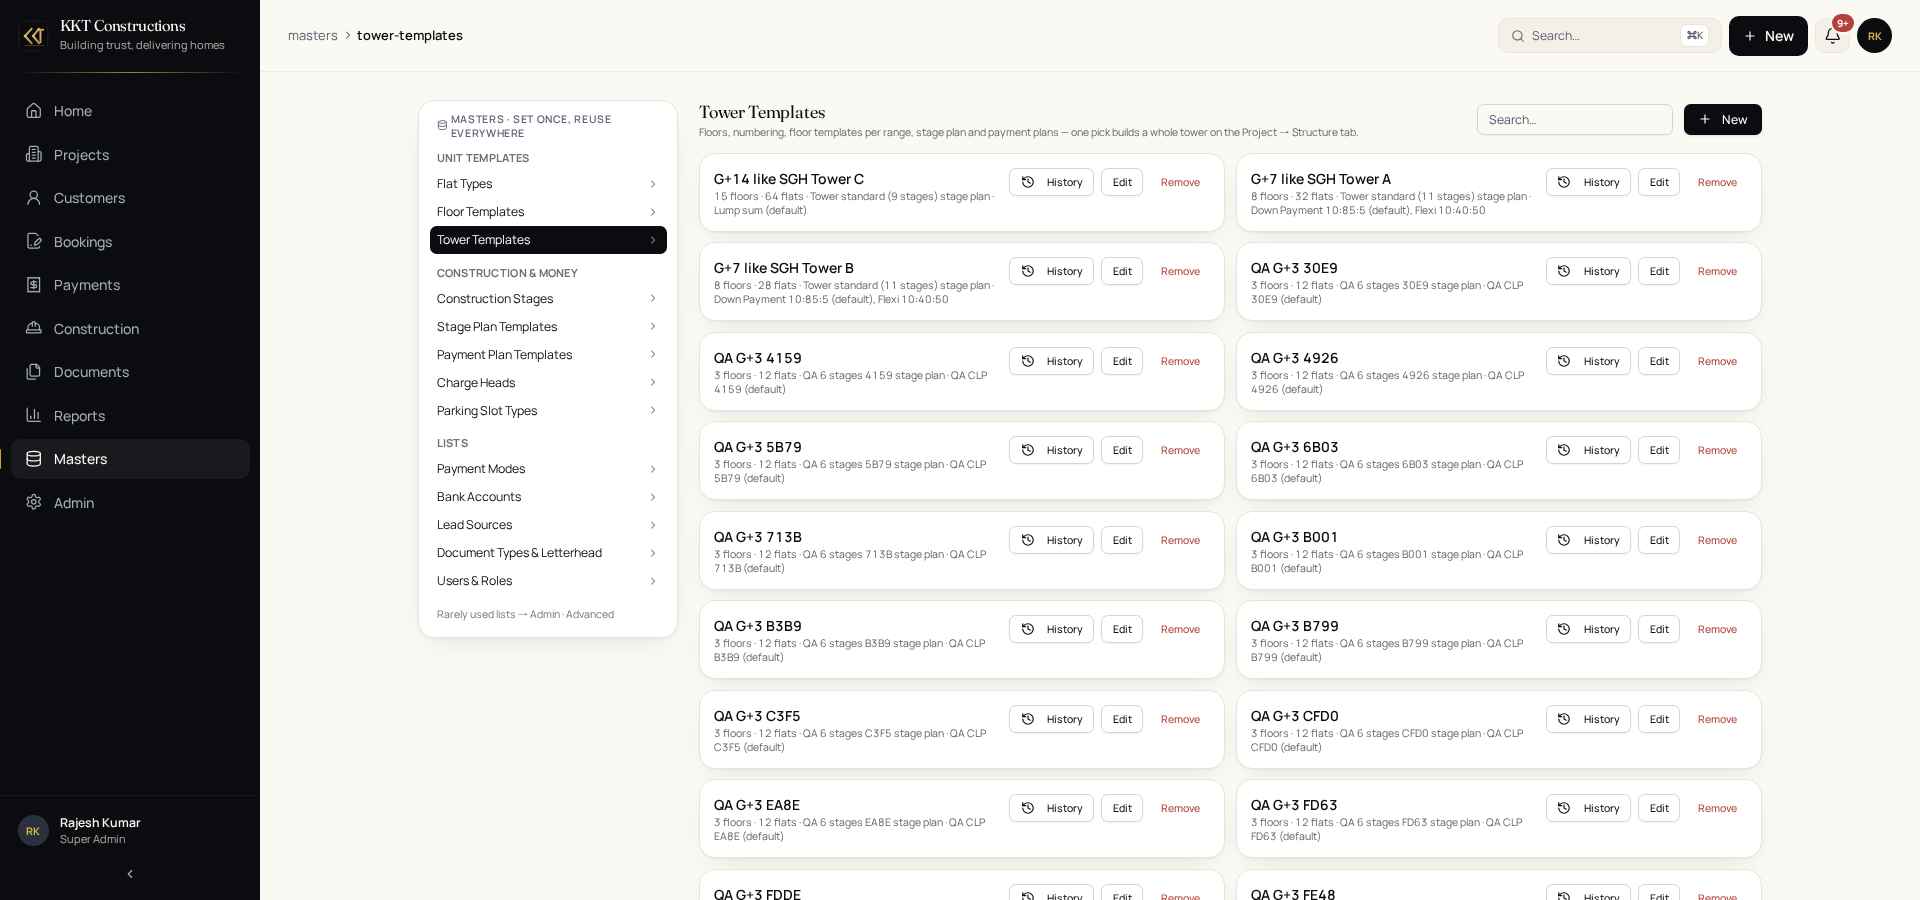 KKT Constructions
Building trust, delivering homes
Home
Projects
Customers
Bookings
Payments
Construction
Documents
Reports
Masters
Admin
RK
Rajesh Kumar
Super Admin
masters > tower-templates
Search...
⌘K
+ New
9+
RK
MASTERS · SET ONCE, REUSE
EVERYWHERE
UNIT TEMPLATES
Flat Types
Floor Templates
Tower Templates
CONSTRUCTION & MONEY
Construction Stages
Stage Plan Templates
Payment Plan Templates
Charge Heads
Parking Slot Types
LISTS
Payment Modes
Bank Accounts
Lead Sources
Document Types & Letterhead
Users & Roles
Rarely used lists → Admin · Advanced
Tower Templates
Floors, numbering, floor templates per range, stage plan and payment plans — one pick builds a whole tower on the Project → Structure tab.
Search...
+ New
G+14 like SGH Tower C
15 floors · 64 flats · Tower standard (9 stages) stage plan ·
Lump sum (default)
History Edit Remove
G+7 like SGH Tower A
8 floors · 32 flats · Tower standard (11 stages) stage plan ·
Down Payment 10:85:5 (default), Flexi 10:40:50
History Edit Remove
G+7 like SGH Tower B
8 floors · 28 flats · Tower standard (11 stages) stage plan ·
Down Payment 10:85:5 (default), Flexi 10:40:50
History Edit Remove
QA G+3 30E9
3 floors · 12 flats · QA 6 stages 30E9 stage plan · QA CLP
30E9 (default)
History Edit Remove
QA G+3 4159
3 floors · 12 flats · QA 6 stages 4159 stage plan · QA CLP
4159 (default)
History Edit Remove
QA G+3 4926
3 floors · 12 flats · QA 6 stages 4926 stage plan · QA CLP
4926 (default)
History Edit Remove
QA G+3 5B79
3 floors · 12 flats · QA 6 stages 5B79 stage plan · QA CLP
5B79 (default)
History Edit Remove
QA G+3 6B03
3 floors · 12 flats · QA 6 stages 6B03 stage plan · QA CLP
6B03 (default)
History Edit Remove
QA G+3 713B
3 floors · 12 flats · QA 6 stages 713B stage plan · QA CLP
713B (default)
History Edit Remove
QA G+3 B001
3 floors · 12 flats · QA 6 stages B001 stage plan · QA CLP
B001 (default)
History Edit Remove
QA G+3 B3B9
3 floors · 12 flats · QA 6 stages B3B9 stage plan · QA CLP
B3B9 (default)
History Edit Remove
QA G+3 B799
3 floors · 12 flats · QA 6 stages B799 stage plan · QA CLP
B799 (default)
History Edit Remove
QA G+3 C3F5
3 floors · 12 flats · QA 6 stages C3F5 stage plan · QA CLP
C3F5 (default)
History Edit Remove
QA G+3 CFD0
3 floors · 12 flats · QA 6 stages CFD0 stage plan · QA CLP
CFD0 (default)
History Edit Remove
QA G+3 EA8E
3 floors · 12 flats · QA 6 stages EA8E stage plan · QA CLP
EA8E (default)
History Edit Remove
QA G+3 FD63
3 floors · 12 flats · QA 6 stages FD63 stage plan · QA CLP
FD63 (default)
History Edit Remove
QA G+3 FDDE
History Edit Remove
QA G+3 FE48
History Edit Remove